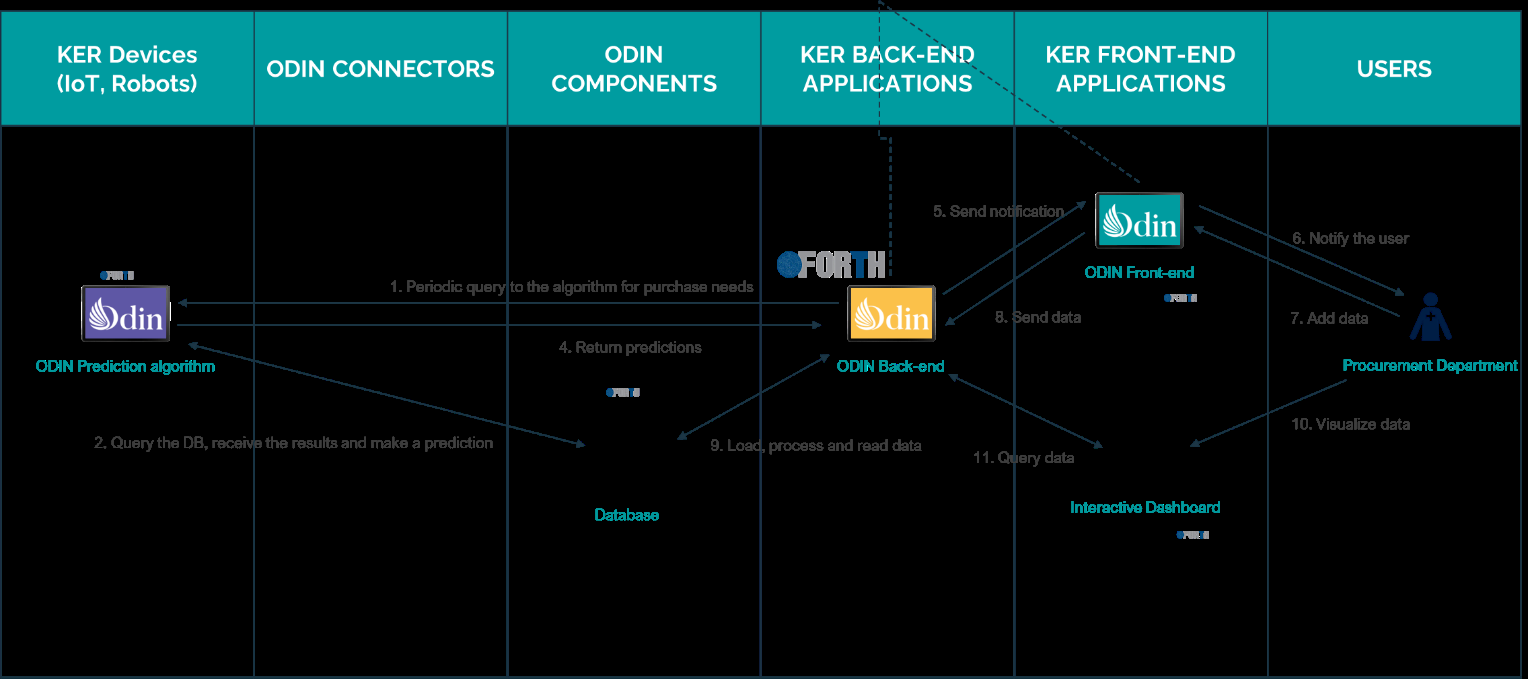 KER Devices
(IoT, Robots)
ODIN CONNECTORS
ODIN
COMPONENTS
KER BACK-END
APPLICATIONS
KER FRONT-END
APPLICATIONS
USERS
5. Send notification
Odin
6. Notify the user
FORTH
ODIN Front-end
FORTH
1. Periodic query to the algorithm for purchase needs
FORTH
Odin
Odin
8. Send data
7. Add data
4. Return predictions
ODIN Prediction algorithm
ODIN Back-end
Procurement Department
FORTH
10. Visualize data
2. Query the DB, receive the results and make a prediction
9. Load, process and read data
11. Query data
Database
Interactive Dashboard
FORTH